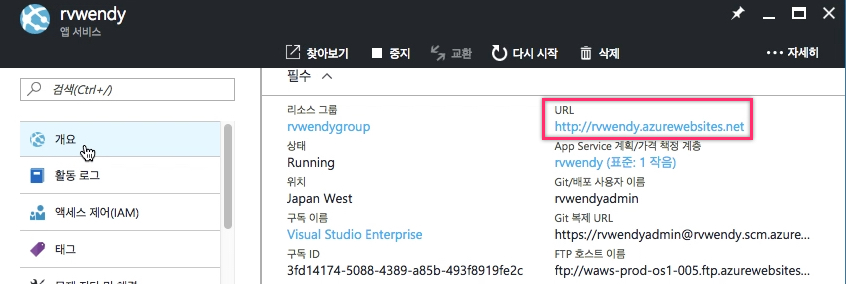 rvwendy
앱 서비스
찾아보기
중지
교환
다시 시작
삭제
자세히
검색(Ctrl+/)
개요
활동 로그
액세스 제어(IAM)
태그
필수
리소스 그룹
rvwendygroup
상태
Running
위치
Japan West
구독 이름
Visual Studio Enterprise
구독 ID
3fd14174-5088-4389-a85b-493f8919fe2c
URL
http://rvwendy.azurewebsites.net
App Service 계획/가격 책정 계층
rvwendy (표준: 1 작음)
Git/배포 사용자 이름
rvwendyadmin
Git 복제 URL
https://rvwendyadmin@rvwendy.scm.azure...
FTP 호스트 이름
ftp://waws-prod-os1-005.ftp.azurewebsites...